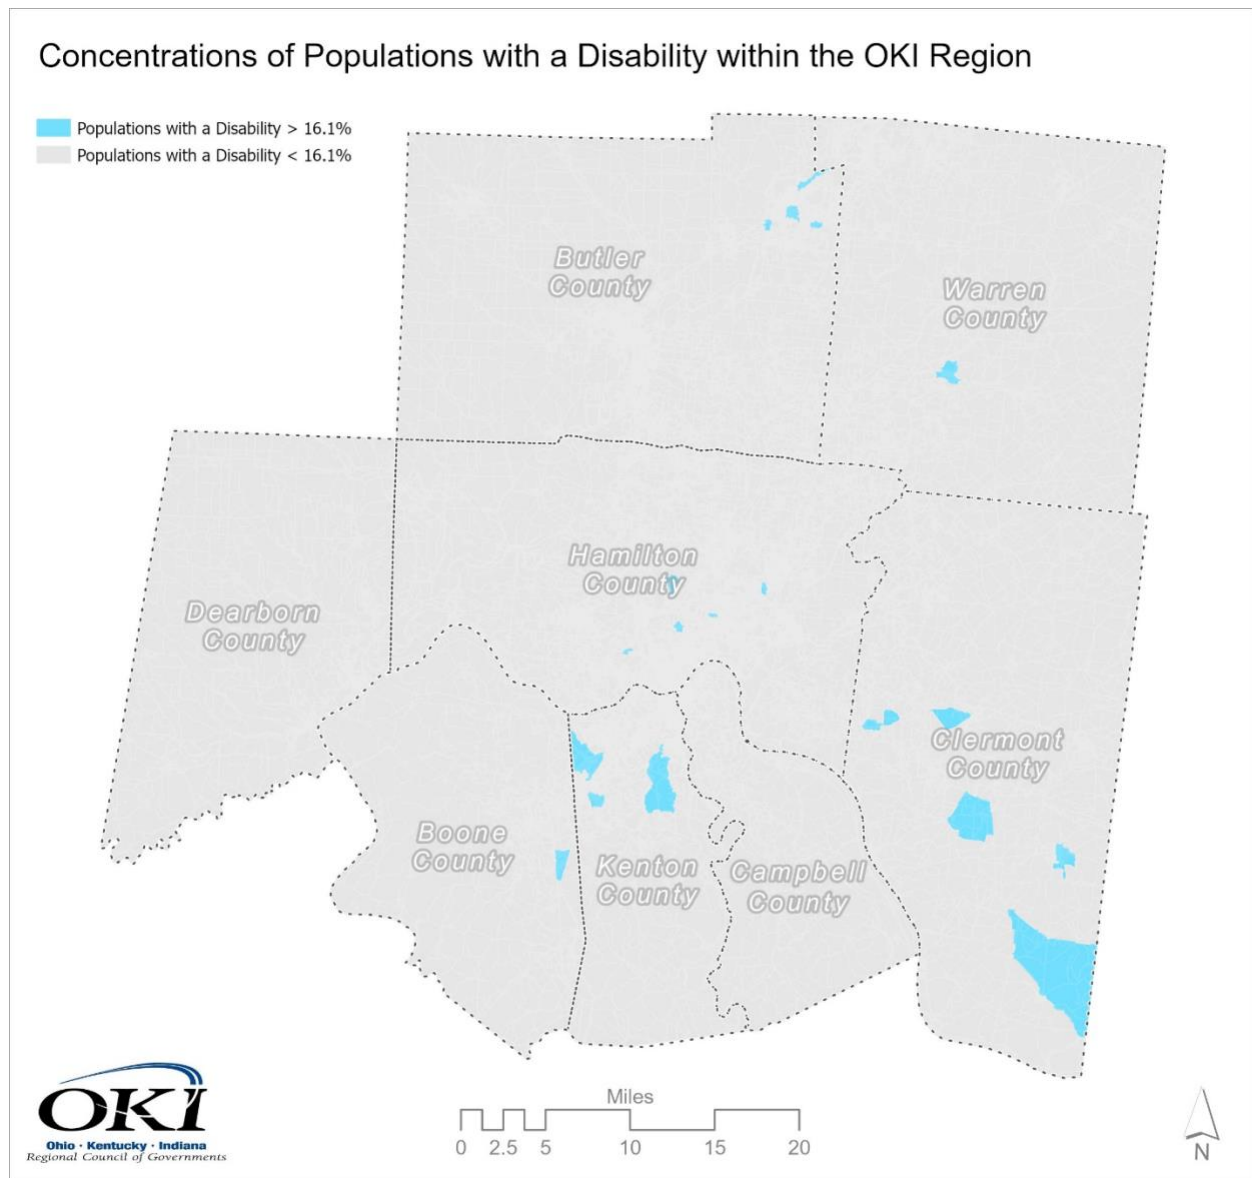 Concentrations of Populations with a Disability within the OKI Region
Populations with a Disability > 16.1%
Populations with a Disability < 16.1%
Butler
County
Warren
County
Hamilton
County
Dearborn
County
Clermont
County
Boone
County
Kenton
County
Campbell
County
OKI
Ohio · Kentucky · Indiana
Regional Council of Governments
Miles
0 2.5 5 10 15 20
N